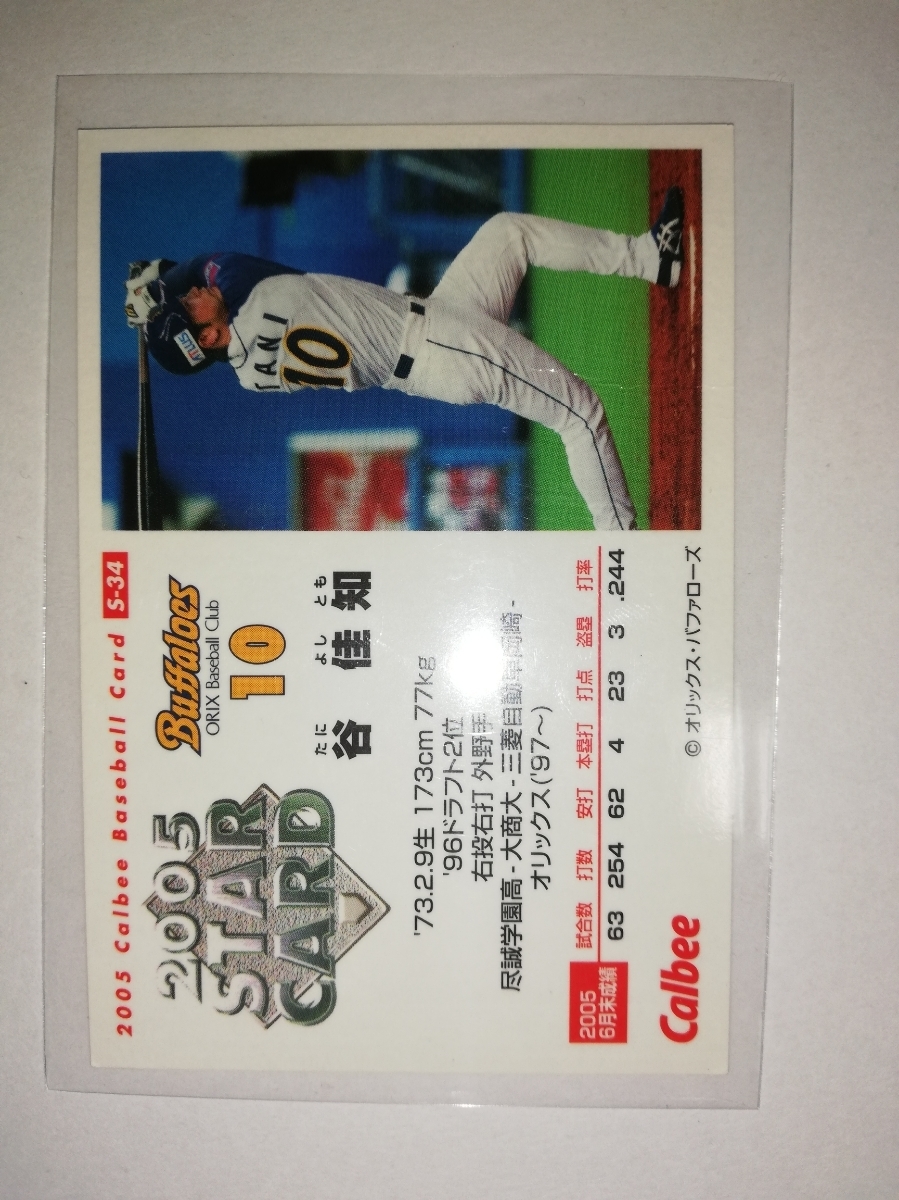 2005 Calbee Baseball Card S-34
2005
STAR
CARD
Buffaloes
ORIX Baseball Club
10
たに よし とも
谷 佳 知
'73.2.9生 173cm 77kg
'96ドラフト2位
右投右打 外野手
尽誠学園高-大商大-三菱自動車岡崎-
オリックス('97〜)
2005
6月末成績
試合数 打数 安打 本塁打 打点 盗塁 打率
63 254 62 4 23 3 .244
Calbee
© オリックス・バファローズ
ATLUS
TANI
10